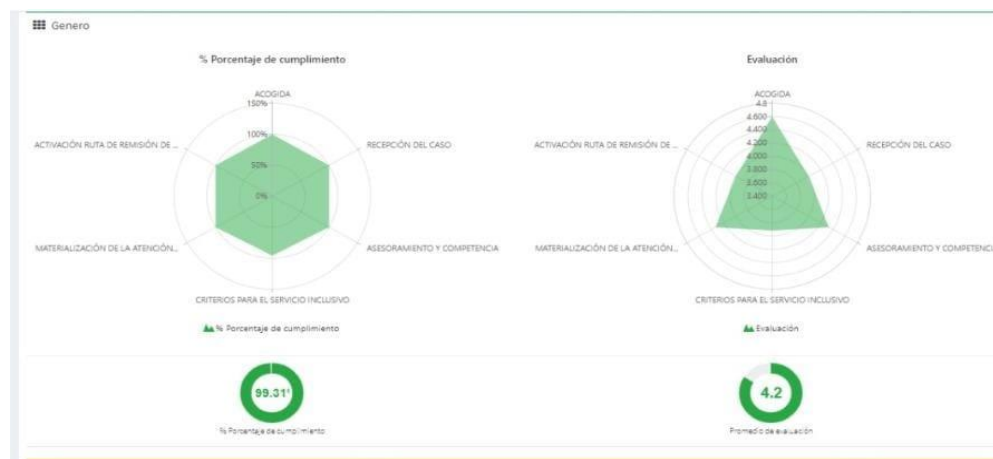 Genero
% Porcentaje de cumplimiento
ACOGIDA
150%
100%
50%
0%
ACTIVACIÓN RUTA DE REMISIÓN DE ...
RECEPCIÓN DEL CASO
MATERIALIZACIÓN DE LA ATENCIÓN...
ASESORAMIENTO Y COMPETENCIA
CRITERIOS PARA EL SERVICIO INCLUSIVO
% Porcentaje de cumplimiento
99.31
% Porcentaje de cumplimiento
Evaluación
ACOGIDA
4.8
4.600
4.400
4.200
4.000
3.800
3.600
3.400
ACTIVACIÓN RUTA DE REMISIÓN DE ...
RECEPCIÓN DEL CASO
MATERIALIZACIÓN DE LA ATENCIÓN...
ASESORAMIENTO Y COMPETENCI
CRITERIOS PARA EL SERVICIO INCLUSIVO
Evaluación
4.2
Promedio de evaluación